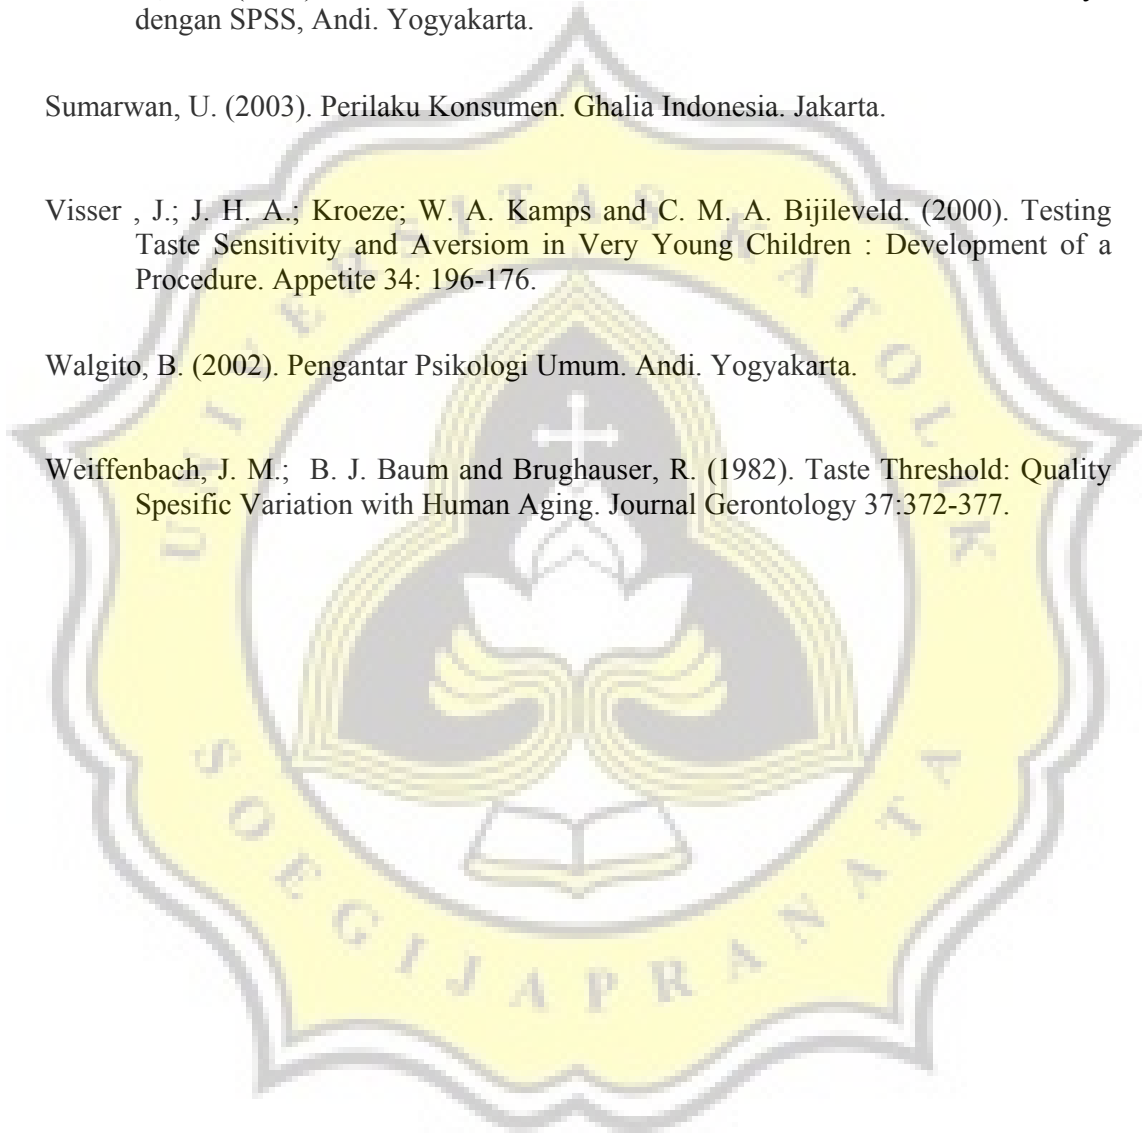 dengan SPSS, Andi. Yogyakarta.
Sumarwan, U. (2003). Perilaku Konsumen. Ghalia Indonesia. Jakarta.
Visser , J.; J. H. A.; Kroeze; W. A. Kamps and C. M. A. Bijileveld. (2000). Testing
Taste Sensitivity and Aversiom in Very Young Children : Development of a
Procedure. Appetite 34: 196-176.
Walgito, B. (2002). Pengantar Psikologi Umum. Andi. Yogyakarta.
Weiffenbach, J. M.; B. J. Baum and Brughauser, R. (1982). Taste Threshold: Quality
Spesific Variation with Human Aging. Journal Gerontology 37:372-377.
UNIVERSITAS KATOLIK
SOEGIJAPRANATA